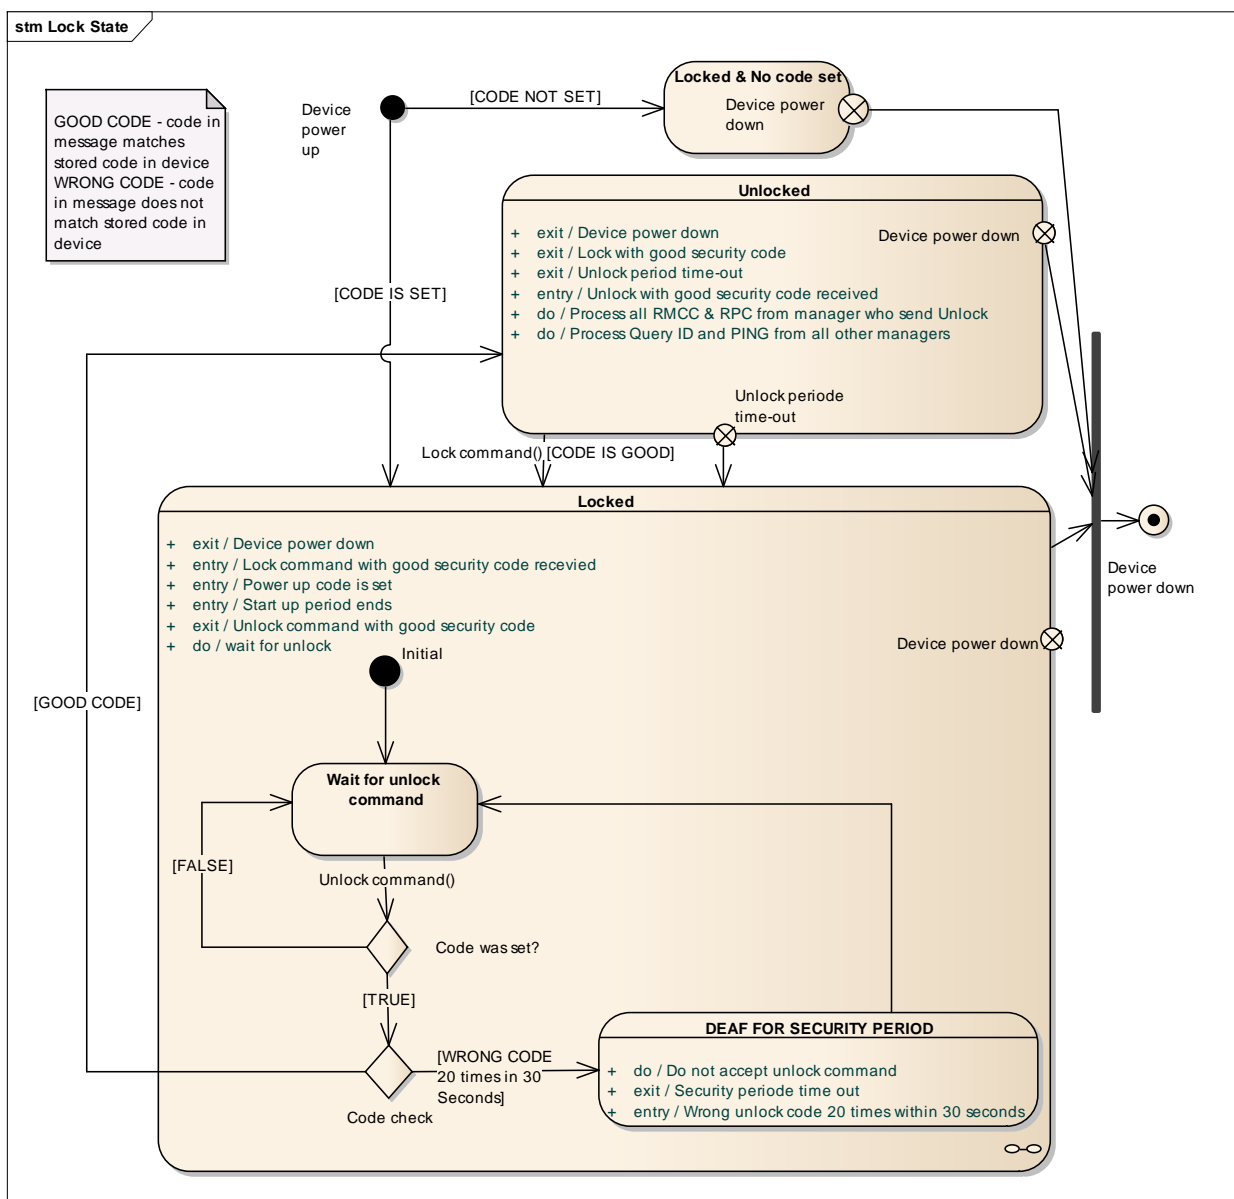 stm Lock State
GOOD CODE - code in
message matches
stored code in device
WRONG CODE - code
in message does not
match stored code in
device
Device
power
up
[CODE NOT SET]
Locked & No code set
Device power
down
[CODE IS SET]
Unlocked
+ exit / Device power down
+ exit / Lock with good security code
+ exit / Unlock period time-out
+ entry / Unlock with good security code received
+ do / Process all RMCC & RPC from manager who send Unlock
+ do / Process Query ID and PING from all other managers
Device power down
Unlock periode
time-out
Lock command() [CODE IS GOOD]
Locked
+ exit / Device power down
+ entry / Lock command with good security code recevied
+ entry / Power up code is set
+ entry / Start up period ends
+ exit / Unlock command with good security code
+ do / wait for unlock
Device
power down
Device power down
Initial
[GOOD CODE]
Wait for unlock
command
[FALSE]
Unlock command()
Code was set?
[TRUE]
[WRONG CODE
20 times in 30
Seconds]
Code check
DEAF FOR SECURITY PERIOD
+ do / Do not accept unlock command
+ exit / Security periode time out
+ entry / Wrong unlock code 20 times within 30 seconds